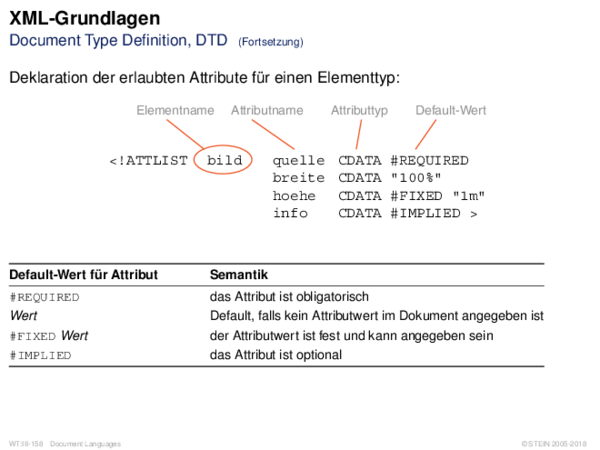 XML-Grundlagen
Document Type Definition, DTD (Fortsetzung)
Deklaration der erlaubten Attribute für einen Elementtyp:
Elementname Attributname Attributtyp Default-Wert
<!ATTLIST bild quelle CDATA #REQUIRED
breite CDATA "100%"
hoehe CDATA #FIXED "1m"
info CDATA #IMPLIED >
Default-Wert für Attribut Semantik
#REQUIRED das Attribut ist obligatorisch
Wert Default, falls kein Attributwert im Dokument angegeben ist
#FIXED Wert der Attributwert ist fest und kann angegeben sein
#IMPLIED das Attribut ist optional
WT:III-158 Document Languages © STEIN 2005-2018